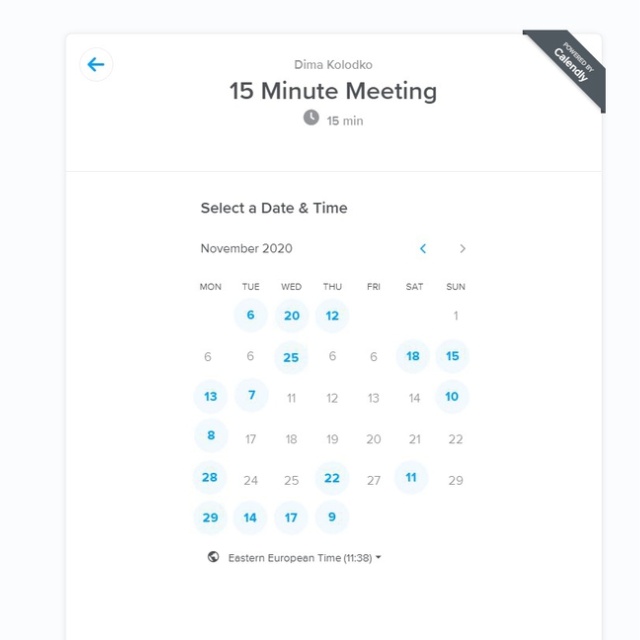 POWERED BY
Calendly
Dima Kolodko
15 Minute Meeting
15 min
Select a Date & Time
November 2020
MON TUE WED THU FRI SAT SUN
6 20 12 1
6 6 25 6 6 18 15
13 7 11 12 13 14 10
8 17 18 19 20 21 22
28 24 25 22 27 11 29
29 14 17 9
Eastern European Time (11:38)